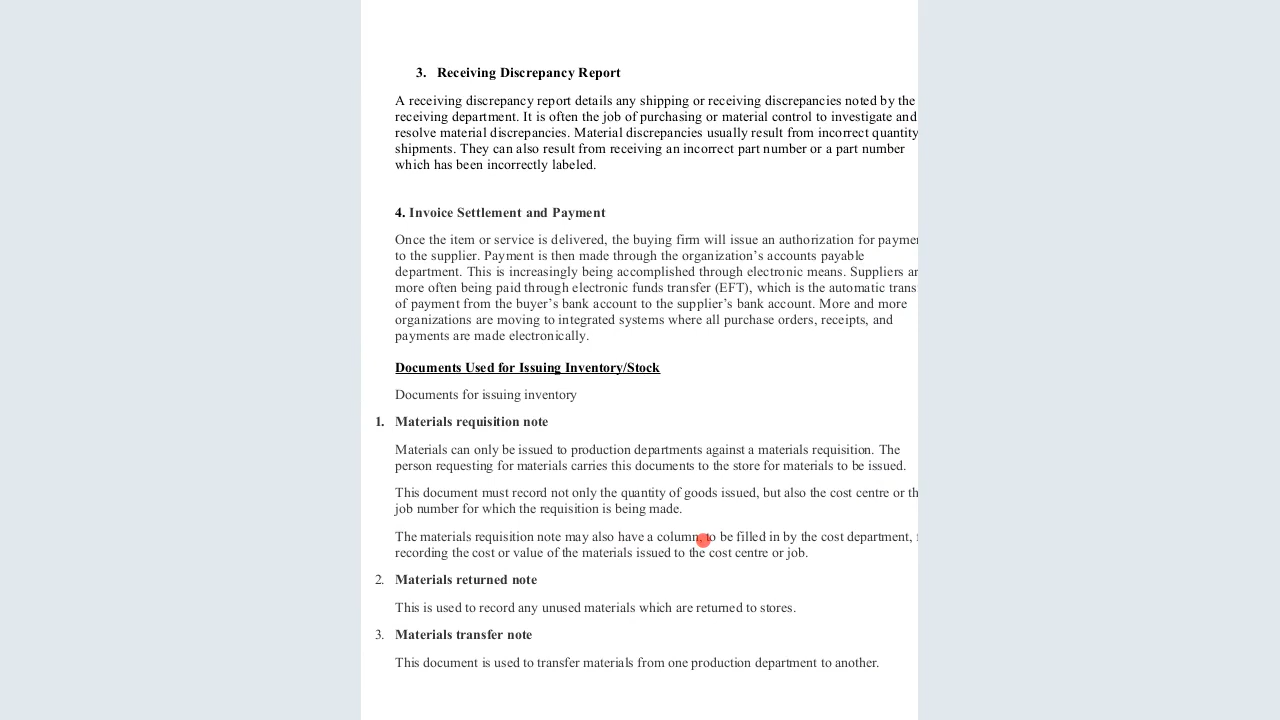 3. Receiving Discrepancy Report
A receiving discrepancy report details any shipping or receiving discrepancies noted by the
receiving department. It is often the job of purchasing or material control to investigate and
resolve material discrepancies. Material discrepancies usually result from incorrect quantity
shipments. They can also result from receiving an incorrect part number or a part number
which has been incorrectly labeled.
4. Invoice Settlement and Payment
Once the item or service is delivered, the buying firm will issue an authorization for
to the supplier. Payment is then made through the organization’s accounts payable
department. This is increasingly being accomplished through electronic means. Suppliers
more often being paid through electronic funds transfer (EFT), which is the automatic
of payment from the buyer’s bank account to the supplier’s bank account. More and more
organizations are moving to integrated systems where all purchase orders, receipts, and
payments are made electronically.
Documents Used for Issuing Inventory/Stock
Documents for issuing inventory
1. Materials requisition note
Materials can only be issued to production departments against a materials requisition. The
person requesting for materials carries this documents to the store for materials to be issued.
This document must record not only the quantity of goods issued, but also the cost centre or
job number for which the requisition is being made.
The materials requisition note may also have a column, to be filled in by the cost department,
recording the cost or value of the materials issued to the cost centre or job.
2. Materials returned note
This is used to record any unused materials which are returned to stores.
3. Materials transfer note
This document is used to transfer materials from one production department to another.